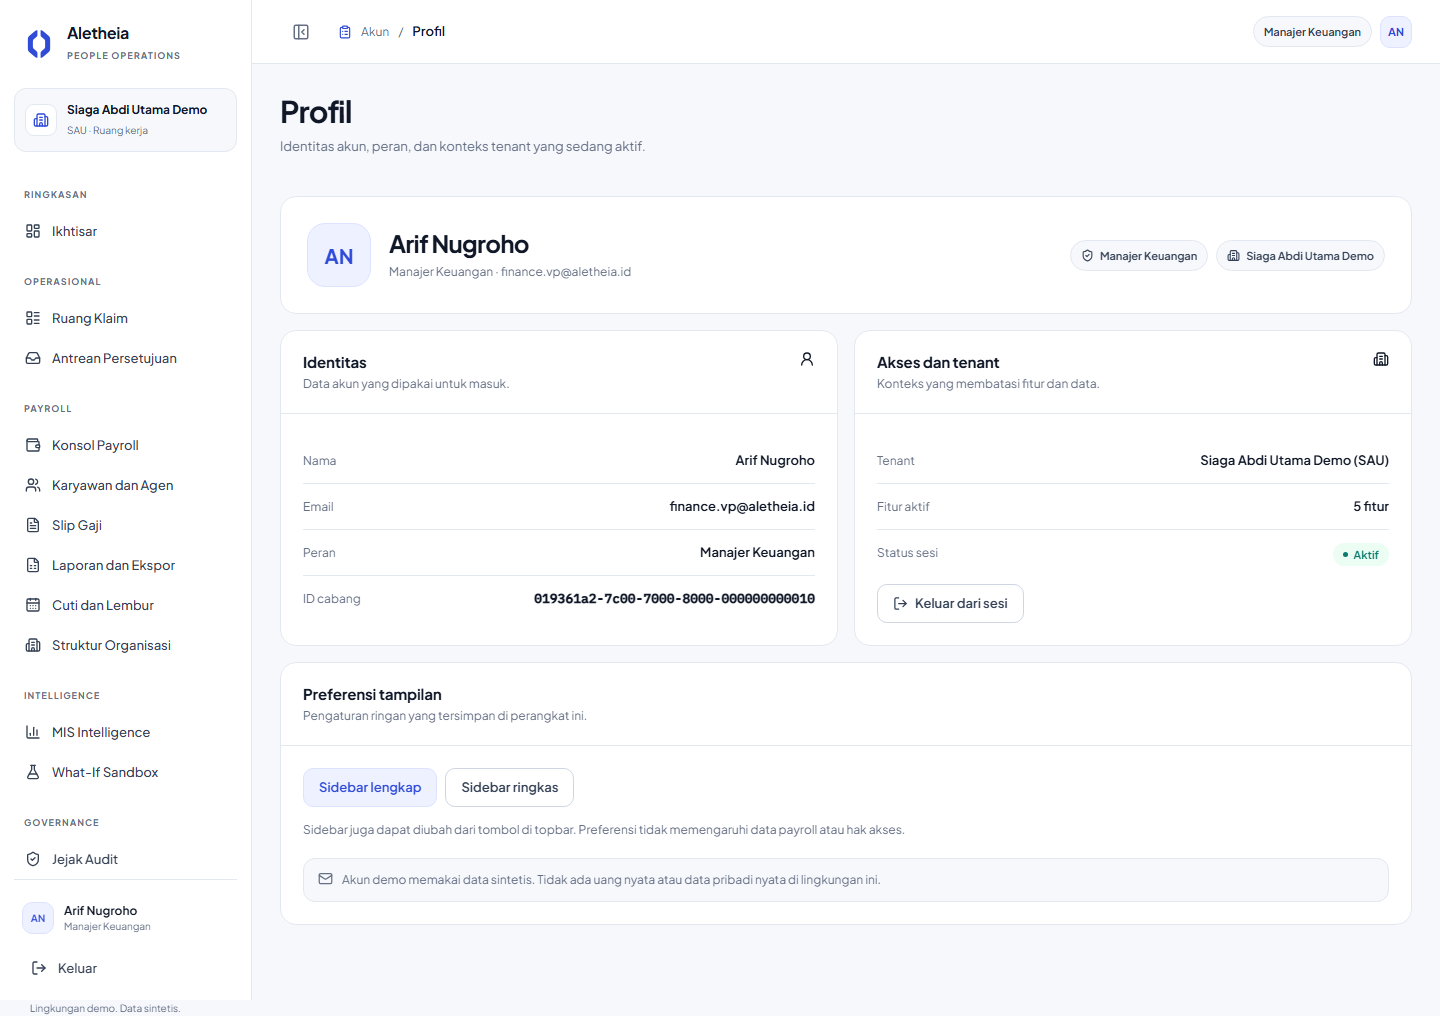 Aletheia
PEOPLE OPERATIONS
Siaga Abdi Utama Demo
SAU · Ruang kerja
RINGKASAN
Ikhtisar
OPERASIONAL
Ruang Klaim
Antrean Persetujuan
PAYROLL
Konsol Payroll
Karyawan dan Agen
Slip Gaji
Laporan dan Ekspor
Cuti dan Lembur
Struktur Organisasi
INTELLIGENCE
MIS Intelligence
What-If Sandbox
GOVERNANCE
Jejak Audit
AN
Arif Nugroho
Manajer Keuangan
Keluar
Lingkungan demo. Data sintetis.
Akun / Profil
Manajer Keuangan
AN
Profil
Identitas akun, peran, dan konteks tenant yang sedang aktif.
AN
Arif Nugroho
Manajer Keuangan · finance.vp@aletheia.id
Manajer Keuangan
Siaga Abdi Utama Demo
Identitas
Data akun yang dipakai untuk masuk.
Nama Arif Nugroho
Email finance.vp@aletheia.id
Peran Manajer Keuangan
ID cabang 019361a2-7c00-7000-8000-000000000010
Akses dan tenant
Konteks yang membatasi fitur dan data.
Tenant Siaga Abdi Utama Demo (SAU)
Fitur aktif 5 fitur
Status sesi Aktif
Keluar dari sesi
Preferensi tampilan
Pengaturan ringan yang tersimpan di perangkat ini.
Sidebar lengkap
Sidebar ringkas
Sidebar juga dapat diubah dari tombol di topbar. Preferensi tidak memengaruhi data payroll atau hak akses.
Akun demo memakai data sintetis. Tidak ada uang nyata atau data pribadi nyata di lingkungan ini.